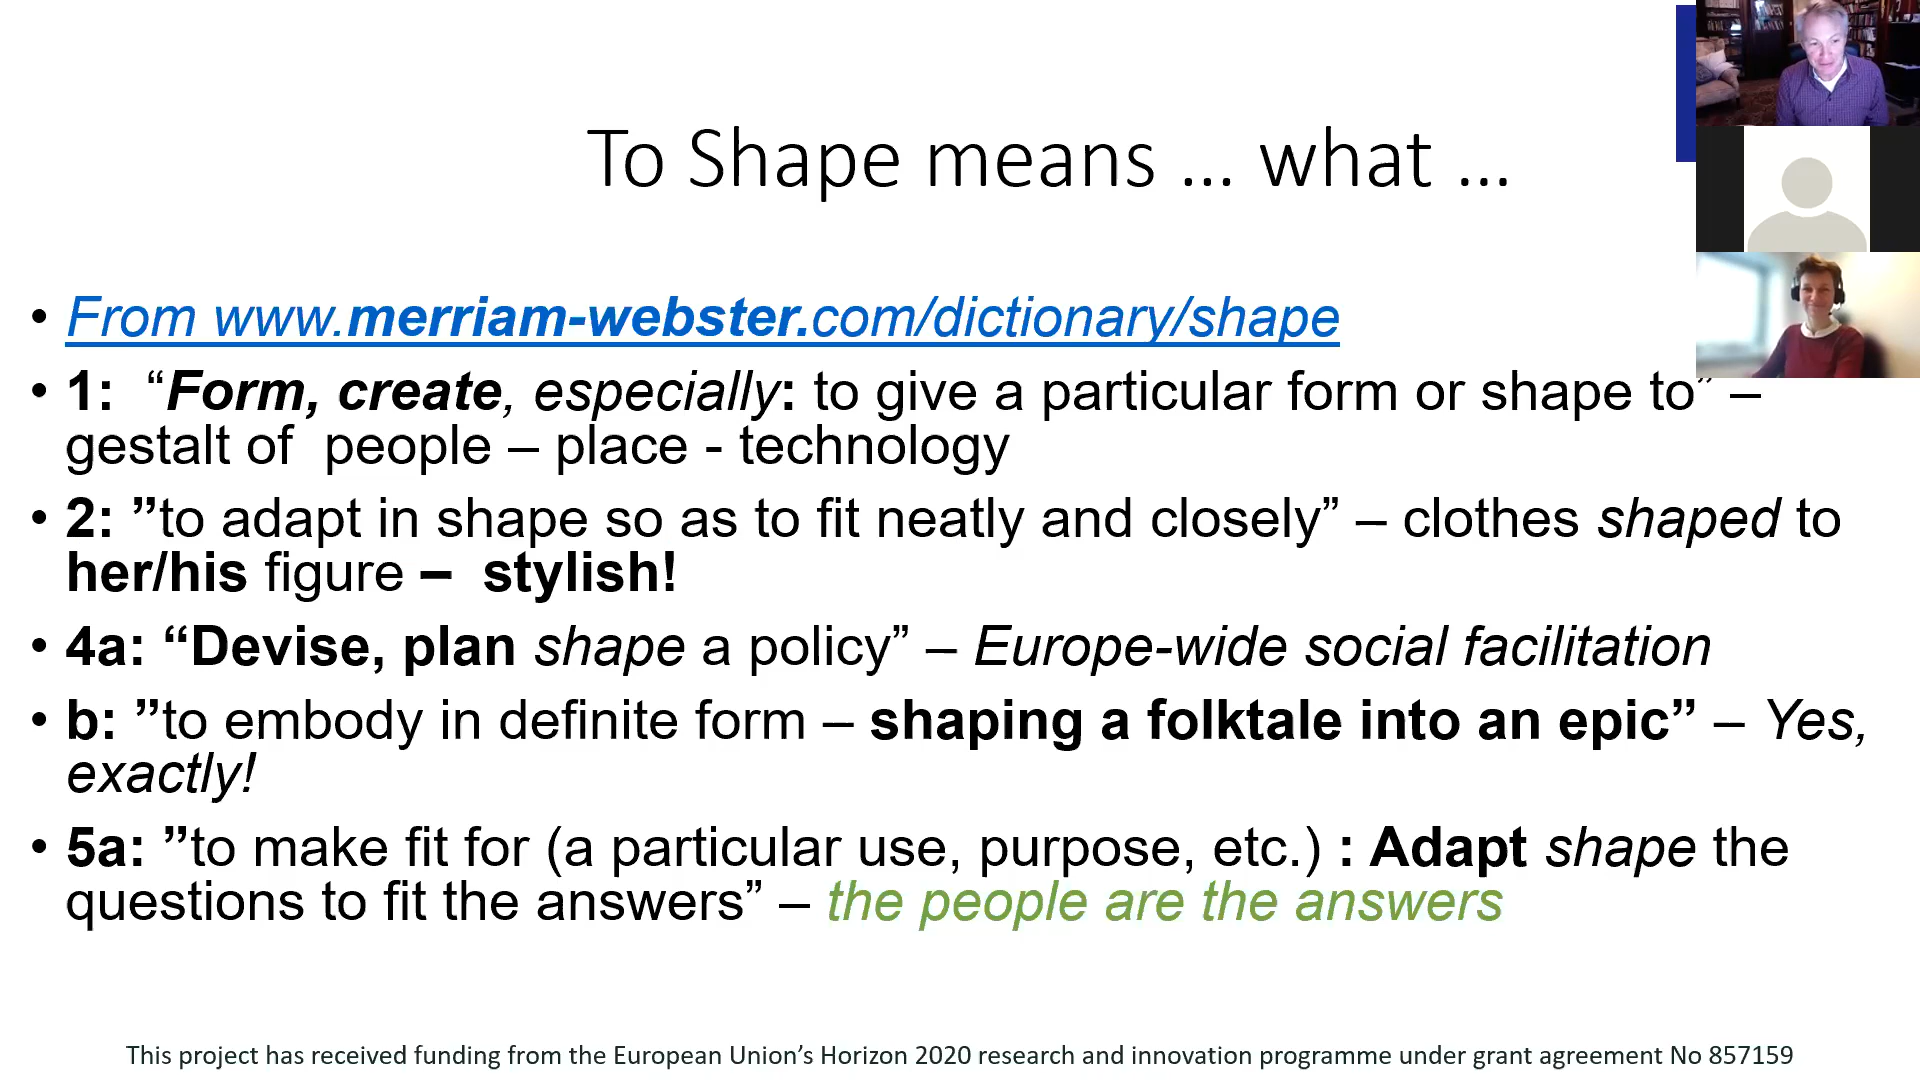 To Shape means ... what ...
• From www.merriam-webster.com/dictionary/shape
• 1:  “Form, create, especially: to give a particular form or shape to” –
gestalt of  people – place - technology
• 2: ”to adapt in shape so as to fit neatly and closely” – clothes shaped to
her/his figure –  stylish!
• 4a: “Devise, plan shape a policy” – Europe-wide social facilitation
• b: ”to embody in definite form – shaping a folktale into an epic” – Yes,
exactly!
• 5a: ”to make fit for (a particular use, purpose, etc.) : Adapt shape the
questions to fit the answers” – the people are the answers
This project has received funding from the European Union’s Horizon 2020 research and innovation programme under grant agreement No 857159